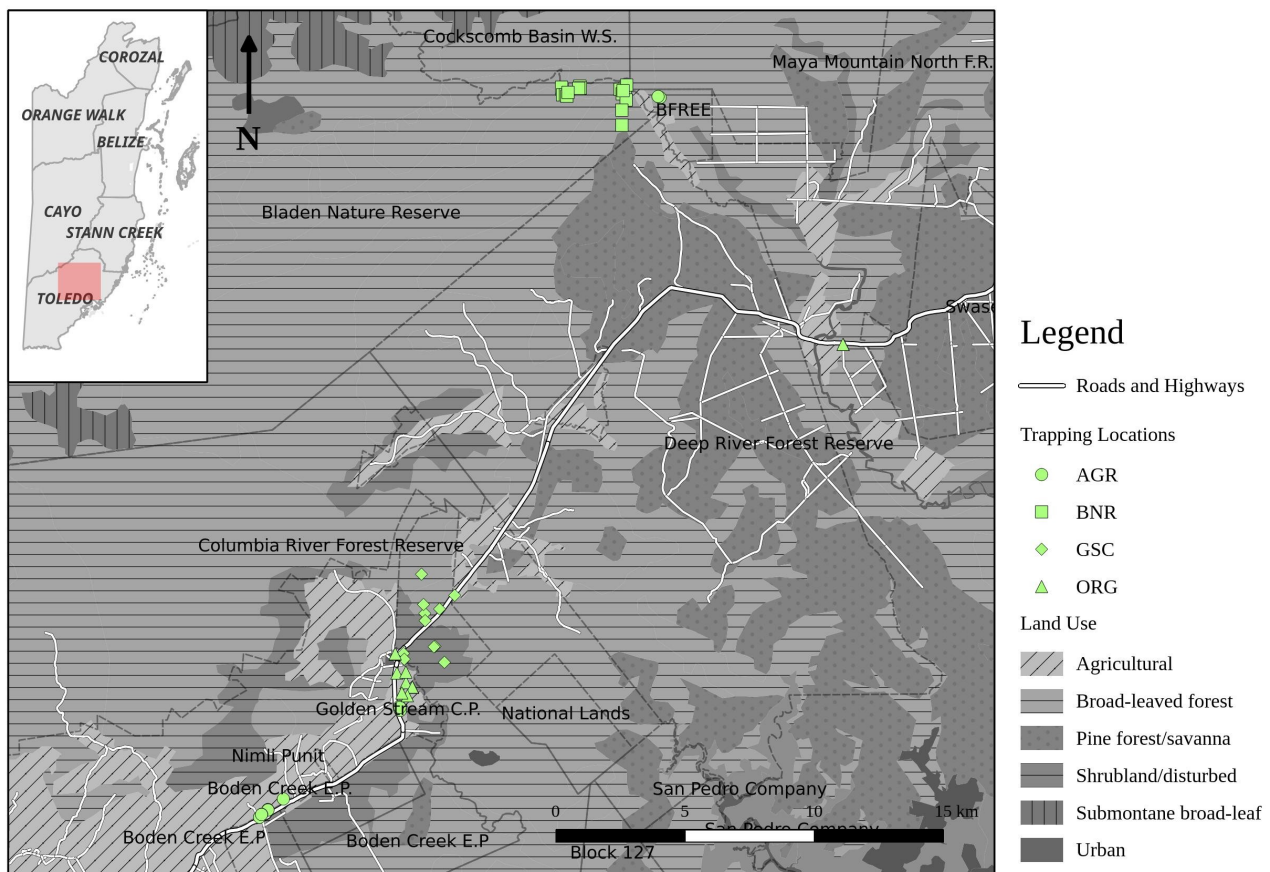 COROZAL
ORANGE WALK
BELIZE
CAYO
STANN CREEK
TOLEDO
N
Cockscomb Basin W.S.
Maya Mountain North F.R.
BFREE
Bladen Nature Reserve
Swase
Deep River Forest Reserve
Columbia River Forest Reserve
Golden Stream C.P.
National Lands
Nimli Punit
Boden Creek E.P.
San Pedro Company
0 5 10 15 km
San Pedro Company
Boden Creek E.P
Boden Creek E.P
Block 127
Legend
Roads and Highways
Trapping Locations
AGR
BNR
GSC
ORG
Land Use
Agricultural
Broad-leaved forest
Pine forest/savanna
Shrubland/disturbed
Submontane broad-leaf
Urban